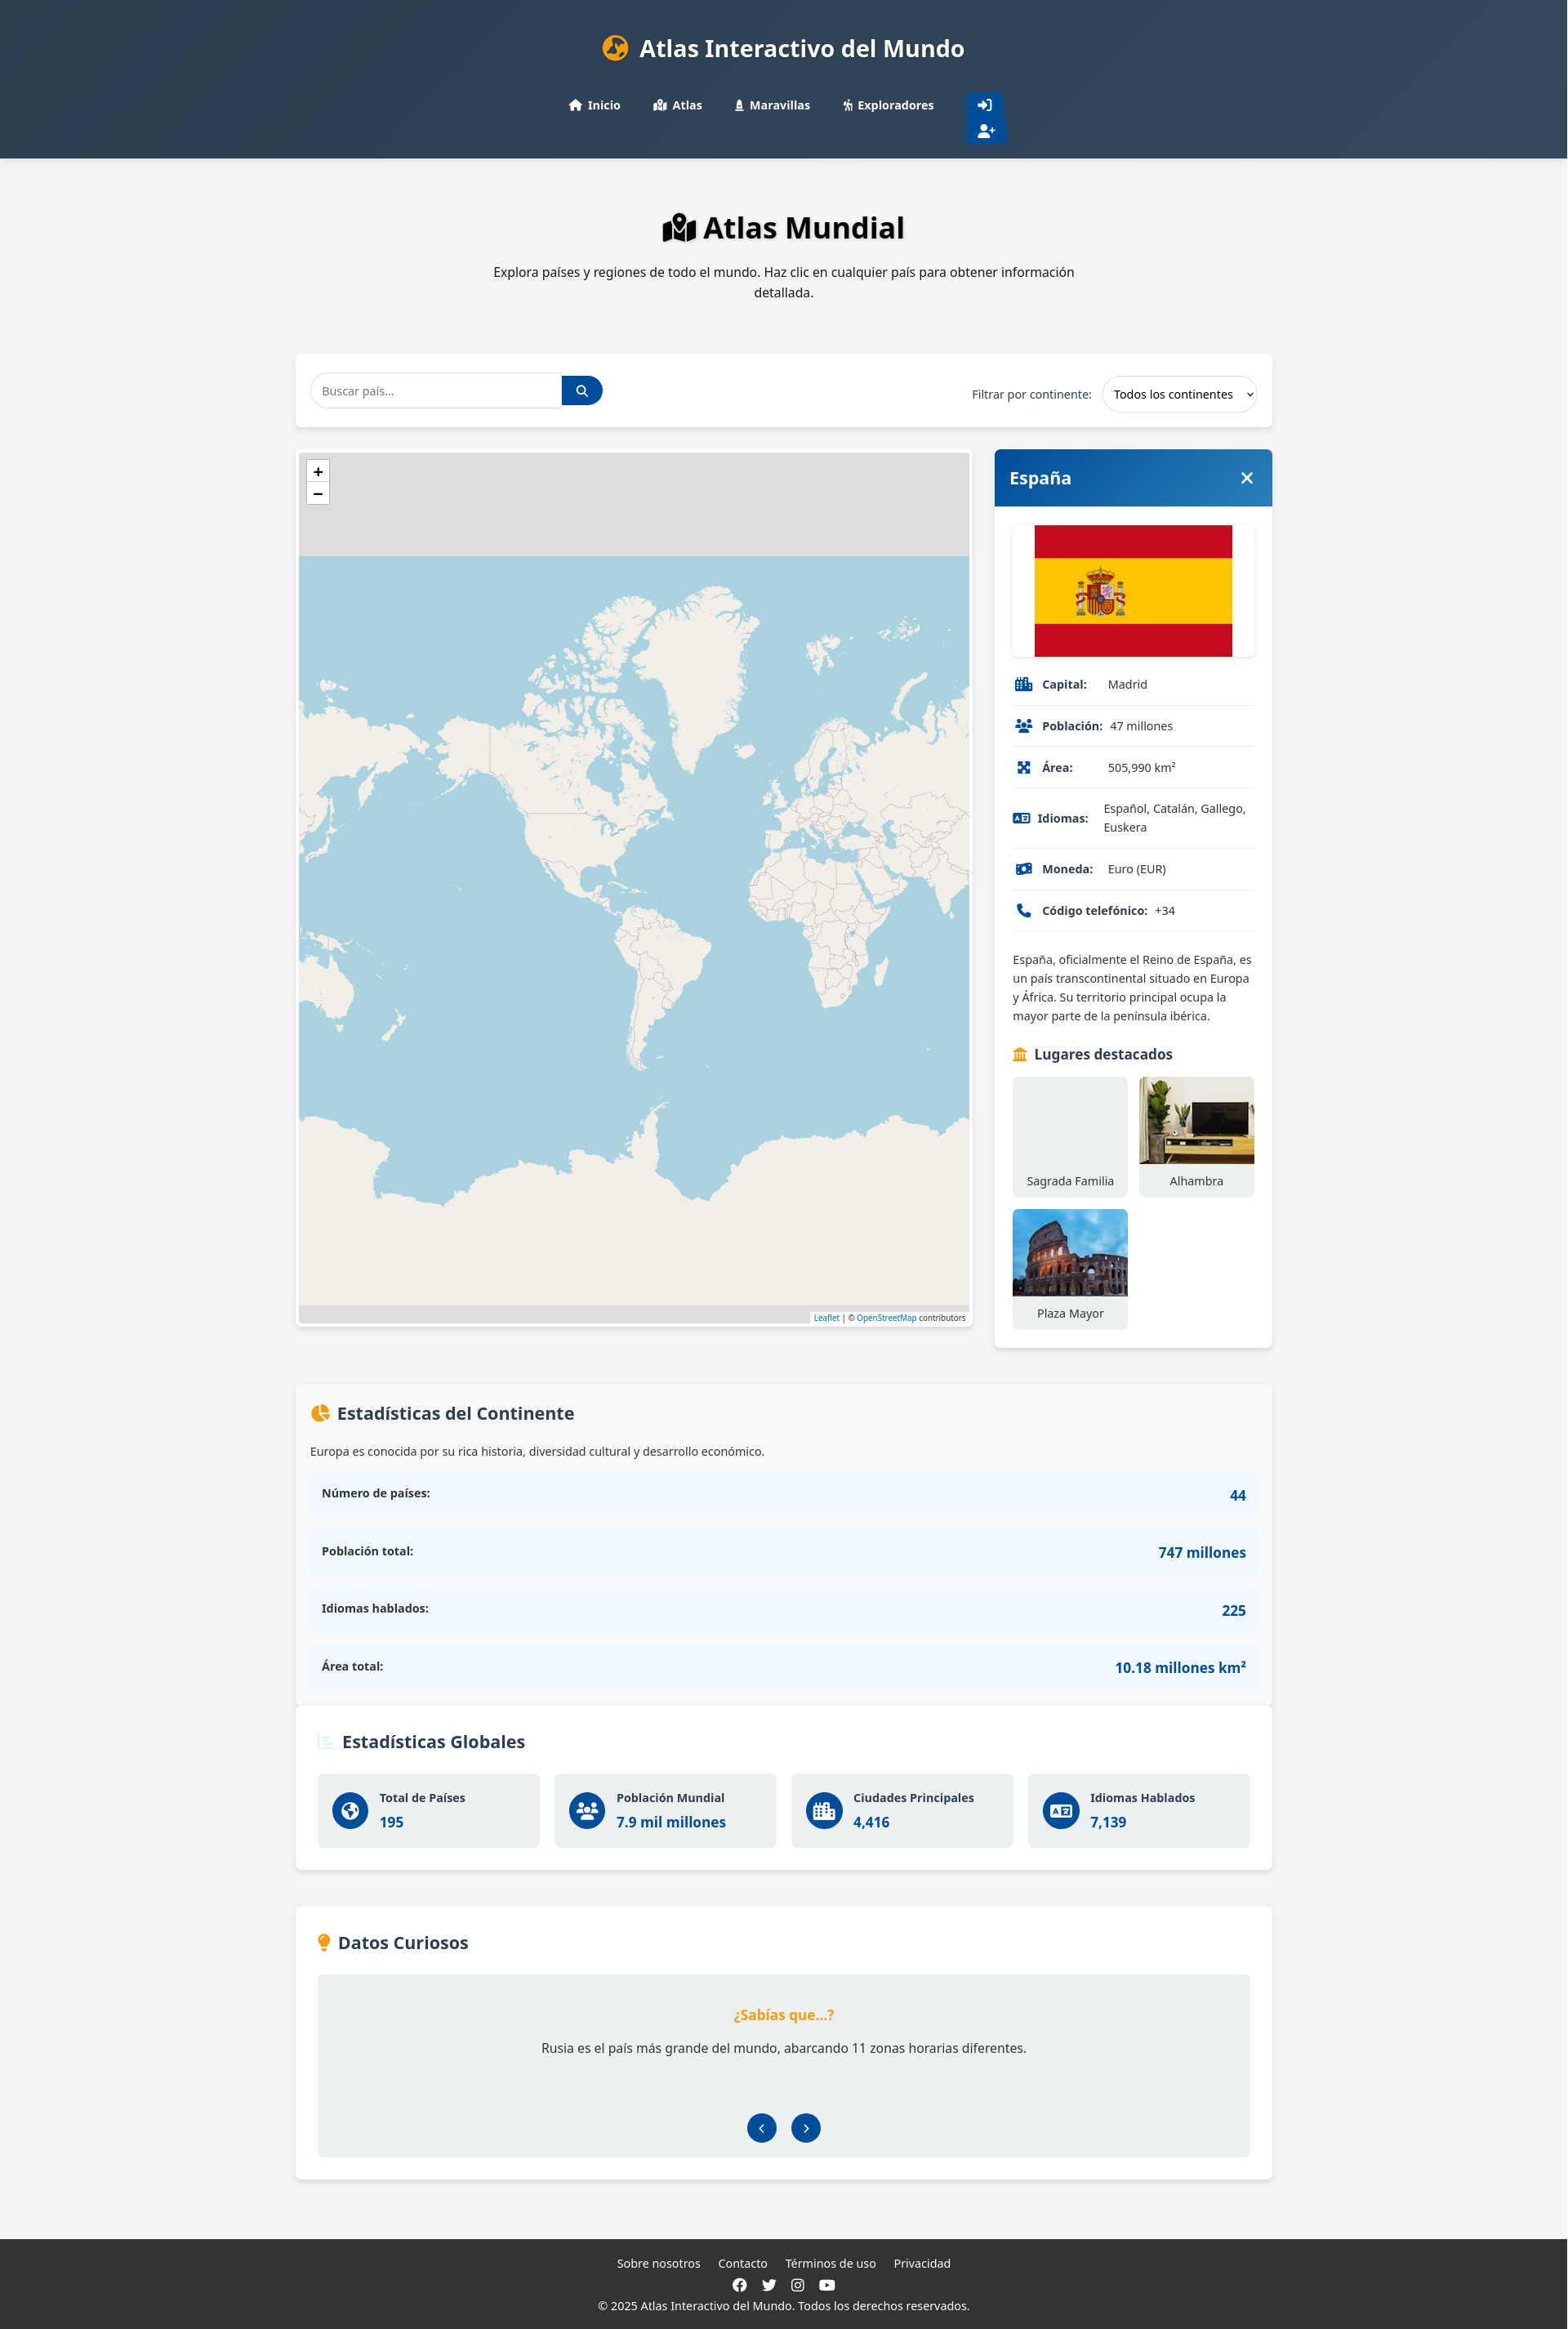 Atlas Interactivo del Mundo
Inicio
Atlas
Maravillas
Exploradores
Atlas Mundial
Explora países y regiones de todo el mundo. Haz clic en cualquier país para obtener información
detallada.
Buscar país...
Filtrar por continente:
Todos los continentes
+
−
Leaflet | © OpenStreetMap contributors
España
Capital: Madrid
Población: 47 millones
Área: 505,990 km²
Idiomas: Español, Catalán, Gallego,
Euskera
Moneda: Euro (EUR)
Código telefónico: +34
España, oficialmente el Reino de España, es
un país transcontinental situado en Europa
y África. Su territorio principal ocupa la
mayor parte de la península ibérica.
Lugares destacados
Sagrada Familia
Alhambra
Plaza Mayor
Estadísticas del Continente
Europa es conocida por su rica historia, diversidad cultural y desarrollo económico.
Número de países: 44
Población total: 747 millones
Idiomas hablados: 225
Área total: 10.18 millones km²
Estadísticas Globales
Total de Países
195
Población Mundial
7.9 mil millones
Ciudades Principales
4,416
Idiomas Hablados
7,139
Datos Curiosos
¿Sabías que...?
Rusia es el país más grande del mundo, abarcando 11 zonas horarias diferentes.
Sobre nosotros
Contacto
Términos de uso
Privacidad
© 2025 Atlas Interactivo del Mundo. Todos los derechos reservados.